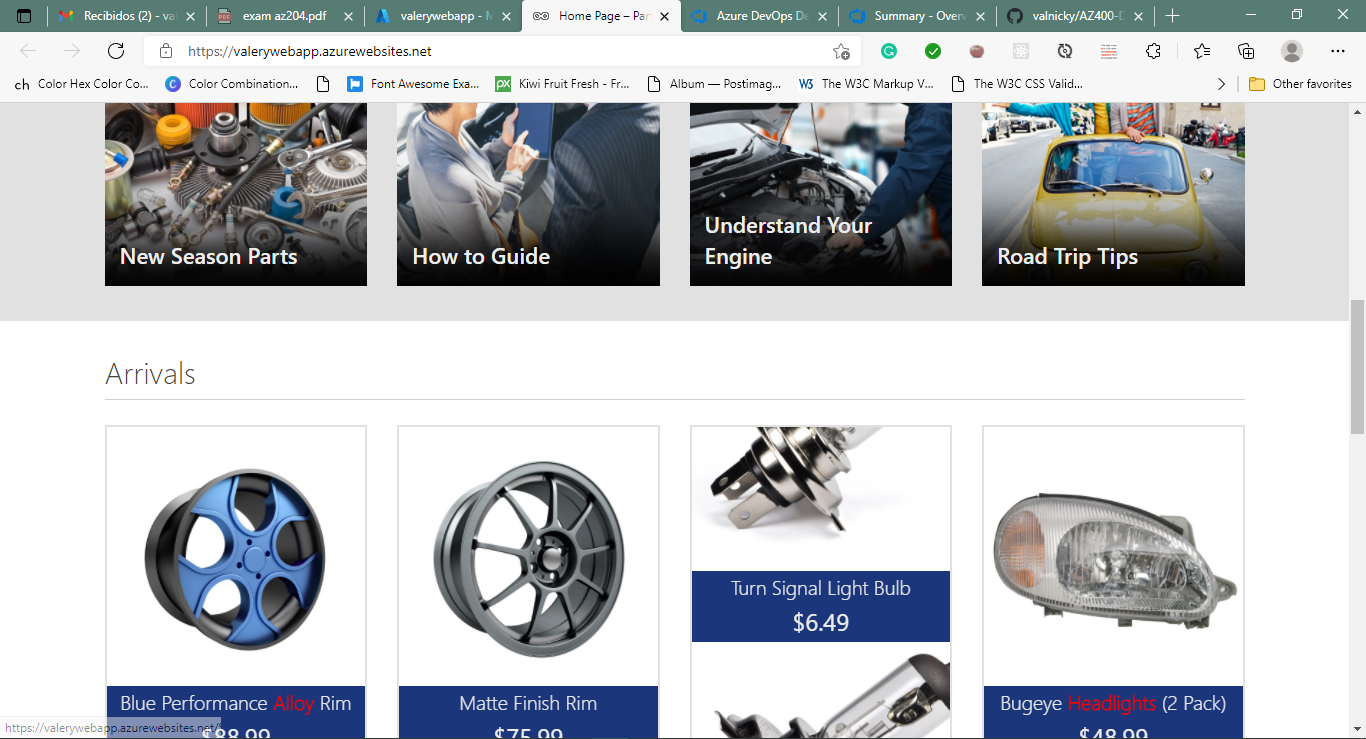 Recibidos (2) - val
exam az204.pdf
valerywebapp - M
Home Page – Par
Azure DevOps De
Summary - Overv
valnicky/AZ400-D
https://valerywebapp.azurewebsites.net
Color Hex Color Co...
Color Combination...
Font Awesome Exa...
Kiwi Fruit Fresh - Fr...
Album — Postimag...
The W3C Markup V...
The W3C CSS Valid...
Other favorites
New Season Parts
How to Guide
Understand Your
Engine
Road Trip Tips
Arrivals
Turn Signal Light Bulb
$6.49
Blue Performance Alloy Rim
Matte Finish Rim
Bugeye Headlights (2 Pack)
https://valerywebapp.azurewebsites.net/
$75.99
$48.99